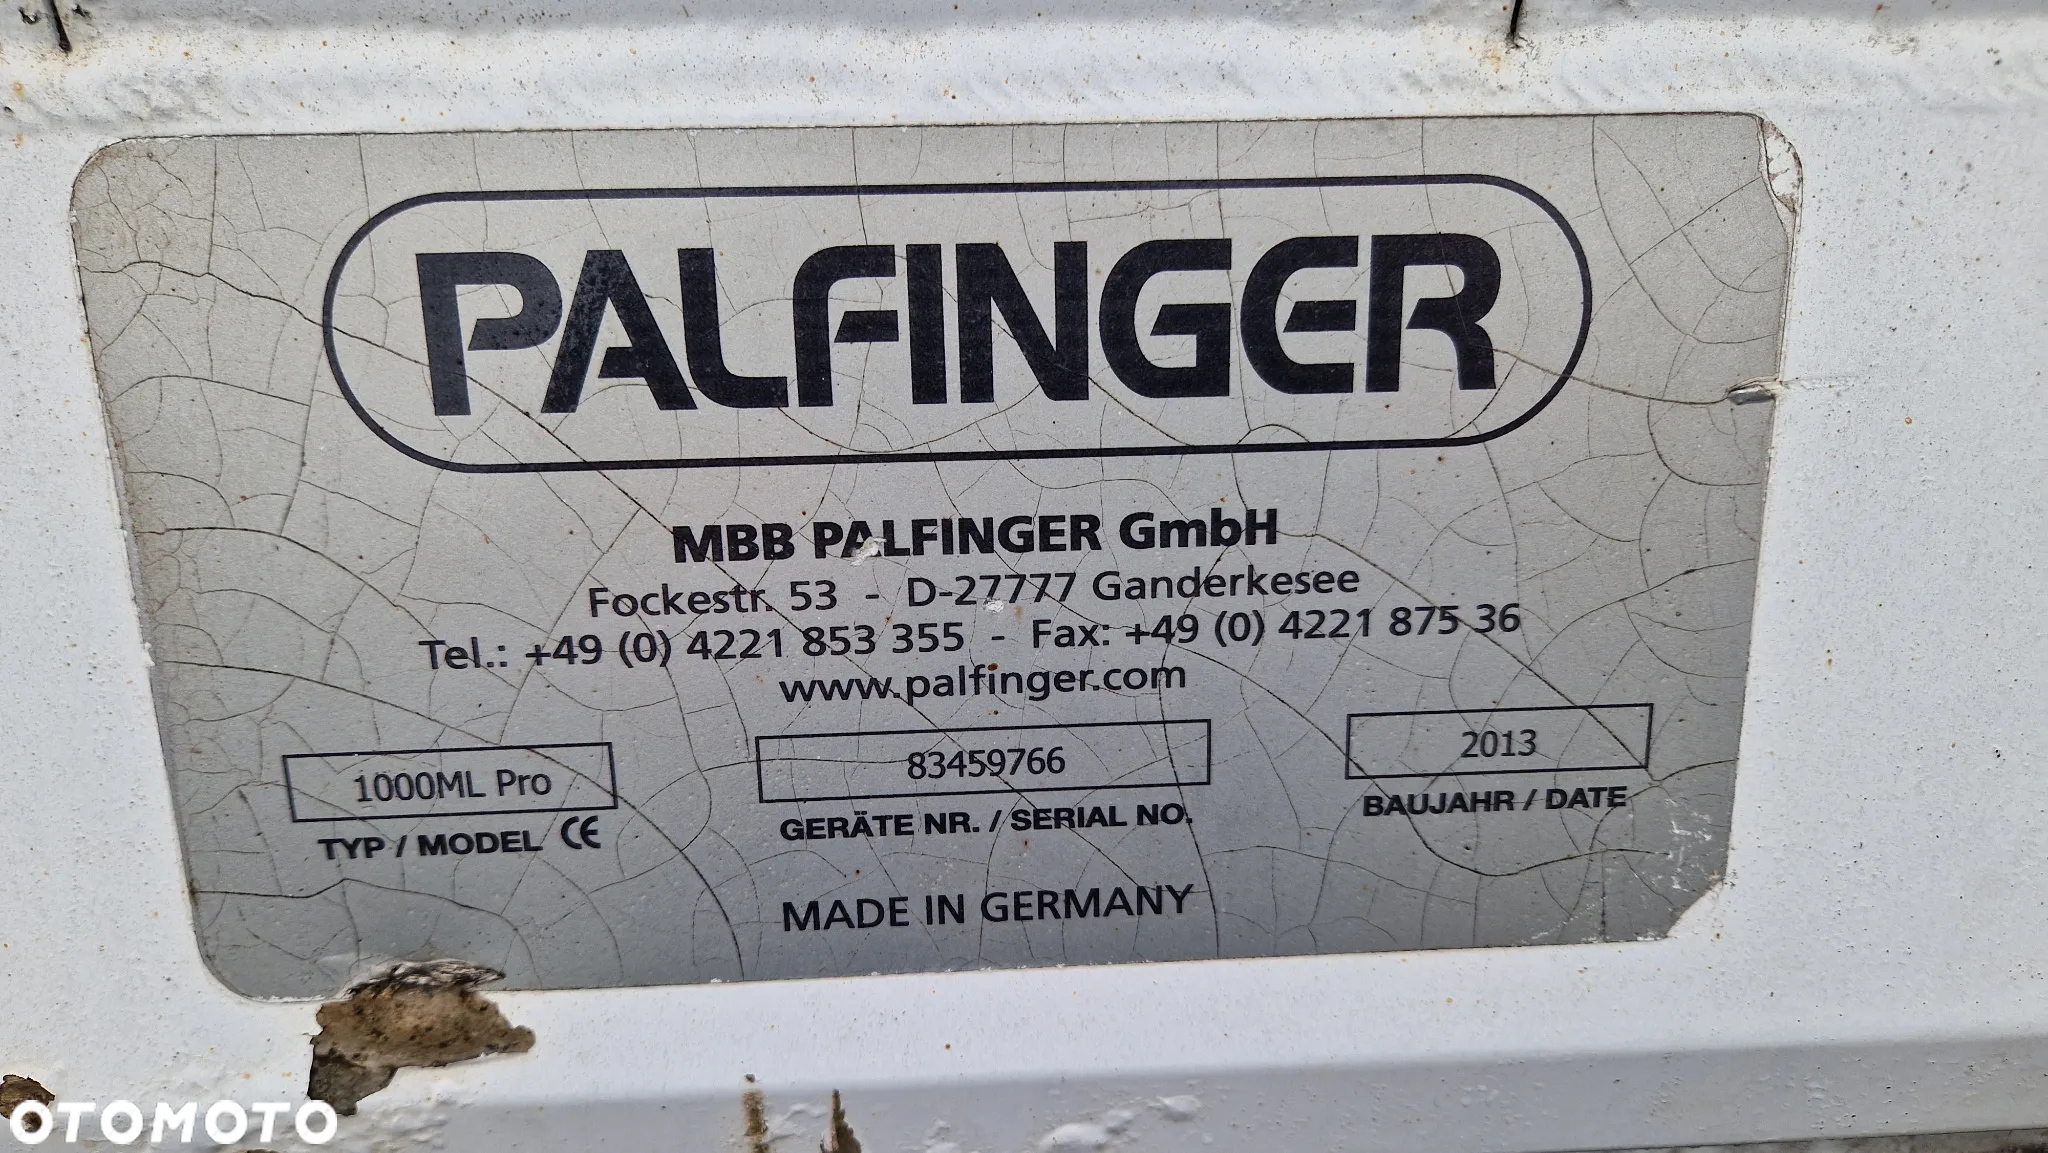 PALFINGER
MBB PALFINGER GmbH
Fockestr. 53 - D-27777 Ganderkesee
Tel.: +49 (0) 4221 853 355 - Fax: +49 (0) 4221 875 36
www.palfinger.com
1000ML Pro
TYP / MODEL CE
83459766
GERÄTE NR. / SERIAL NO.
2013
BAUJAHR / DATE
MADE IN GERMANY
OTOMOTO